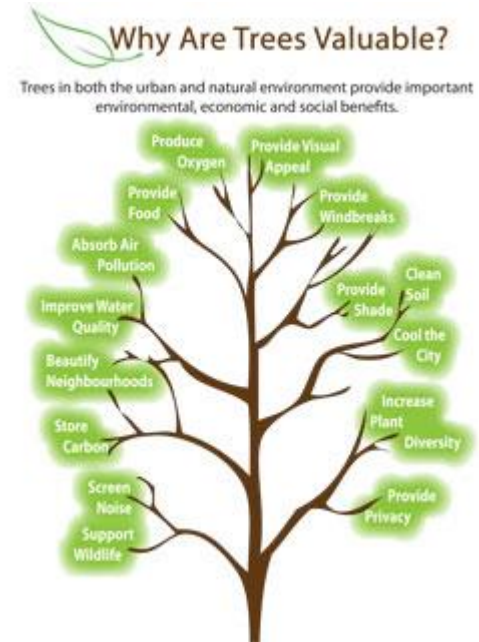 Why Are Trees Valuable?
Trees in both the urban and natural environment provide important
environmental, economic and social benefits.
Produce
Oxygen
Provide Visual
Appeal
Provide
Food
Provide
Windbreaks
Absorb Air
Pollution
Clean
Soil
Provide
Shade
Improve Water
Quality
Cool the
City
Beautify
Neighbourhoods
Increase
Plant
Diversity
Store
Carbon
Screen
Noise
Provide
Privacy
Support
Wildlife